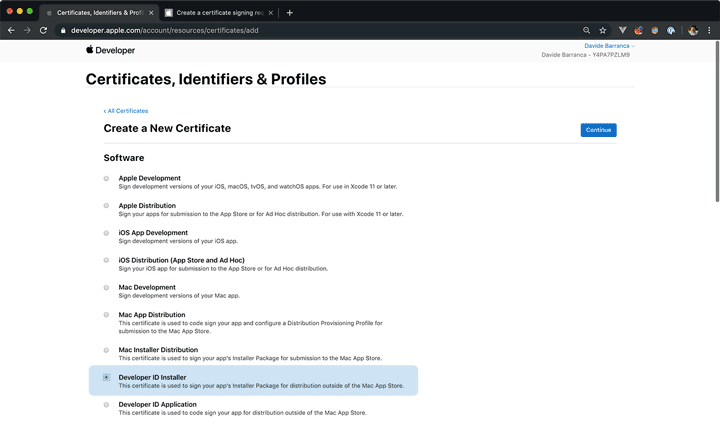 Certificates, Identifiers & Profi
Create a certificate signing req
developer.apple.com/account/resources/certificates/add
Developer
Davide Barranca
Davide Barranca - Y4PA7PZLM9
Certificates, Identifiers & Profiles
‹ All Certificates
Create a New Certificate
Continue
Software
Apple Development
Sign development versions of your iOS, macOS, tvOS, and watchOS apps. For use in Xcode 11 or later.
Apple Distribution
Sign your apps for submission to the App Store or for Ad Hoc distribution. For use with Xcode 11 or later.
iOS App Development
Sign development versions of your iOS app.
iOS Distribution (App Store and Ad Hoc)
Sign your iOS app for submission to the App Store or for Ad Hoc distribution.
Mac Development
Sign development versions of your Mac app.
Mac App Distribution
This certificate is used to code sign your app and configure a Distribution Provisioning Profile for
submission to the Mac App Store.
Mac Installer Distribution
This certificate is used to sign your app's Installer Package for submission to the Mac App Store.
Developer ID Installer
This certificate is used to sign your app's Installer Package for distribution outside of the Mac App Store.
Developer ID Application
This certificate is used to code sign your app for distribution outside of the Mac App Store.